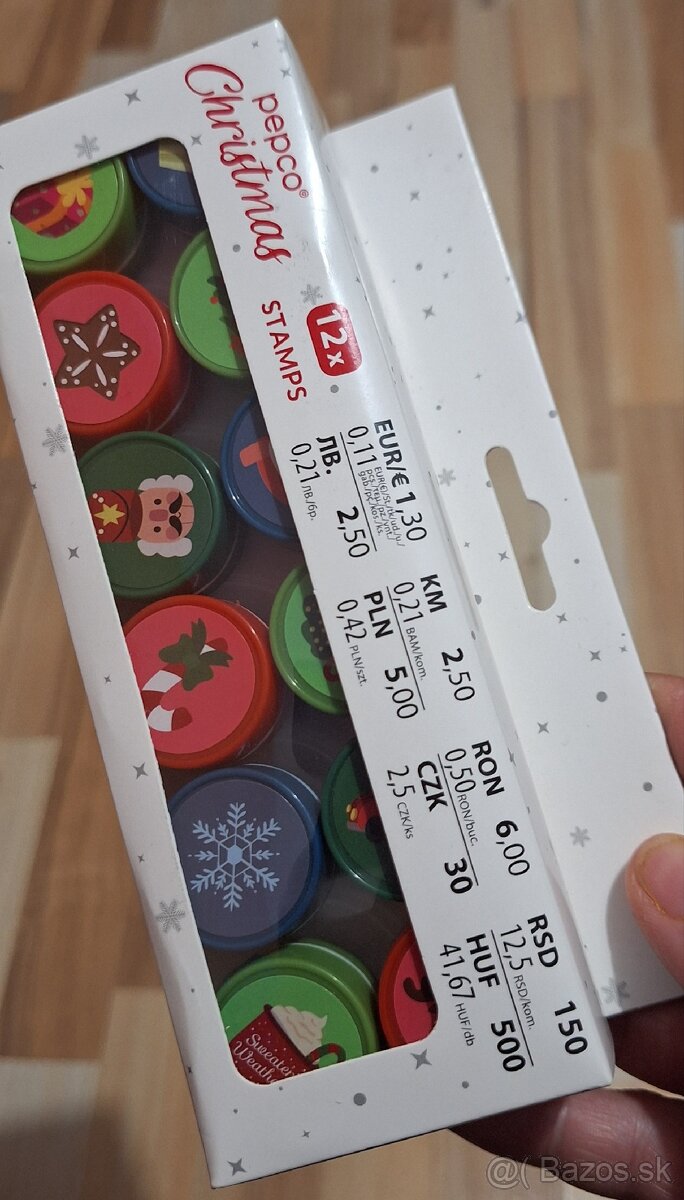 pepco®
Christmas
12x
STAMPS
EUR/€ 1,30
0,11
ЛВ. 2,50
0,21 ЛВ./бр.
KM 2,50
0,21 BAM/kom.
PLN 5,00
0,42 PLN/szt.
RON 6,00
0,50 RON/buc.
CZK 30
2,5 CZK/ks
RSD 150
12,5 RSD/kom.
HUF 500
41,67 HUF/db
Sweater
Weather
@( Bazos.sk